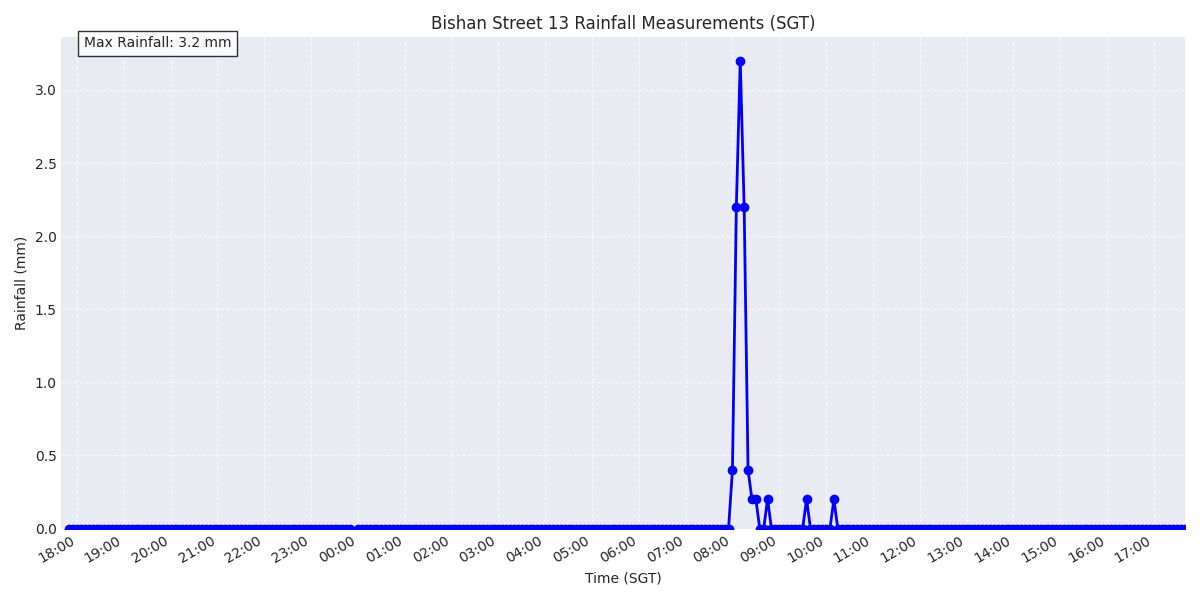 Bishan Street 13 Rainfall Measurements (SGT)
Max Rainfall: 3.2 mm
3.0
2.5
2.0
1.5
1.0
0.5
0.0
Rainfall (mm)
18:00 19:00 20:00 21:00 22:00 23:00 00:00 01:00 02:00 03:00 04:00 05:00 06:00 07:00 08:00 09:00 10:00 11:00 12:00 13:00 14:00 15:00 16:00 17:00
Time (SGT)